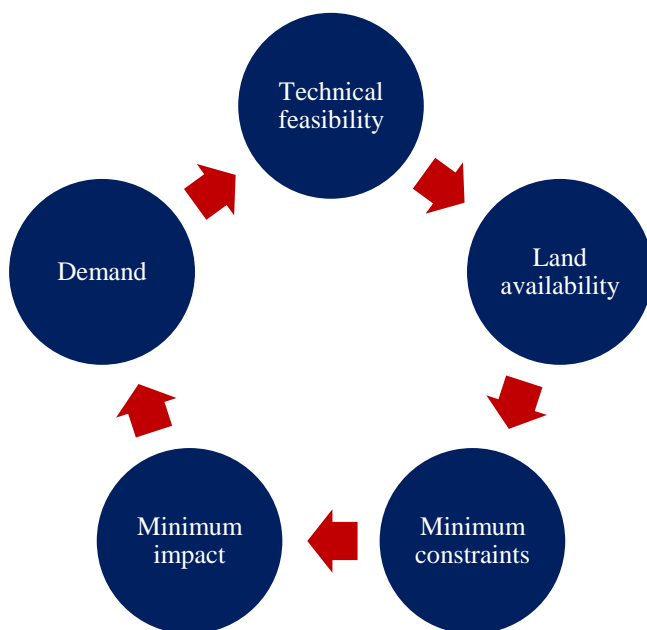 Technical
feasibility
Land
availability
Minimum
constraints
Minimum
impact
Demand